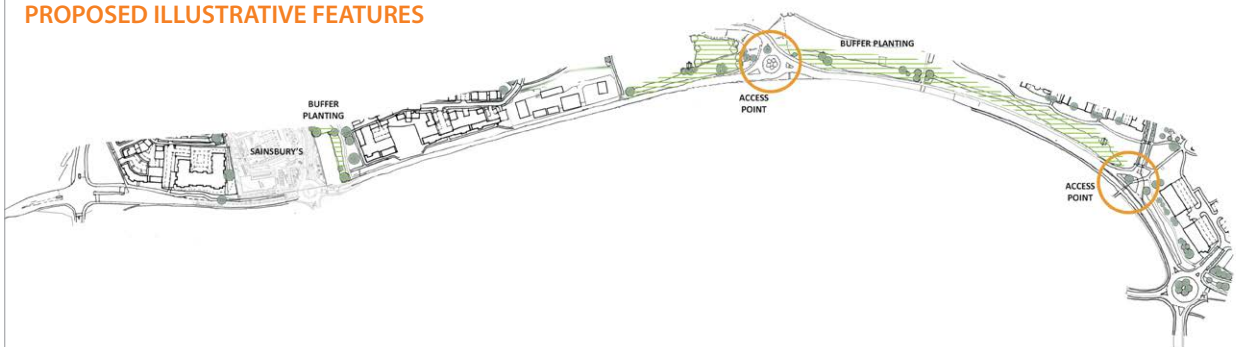 PROPOSED ILLUSTRATIVE FEATURES
BUFFER
PLANTING
SAINSBURY'S
ACCESS
POINT
BUFFER PLANTING
ACCESS
POINT